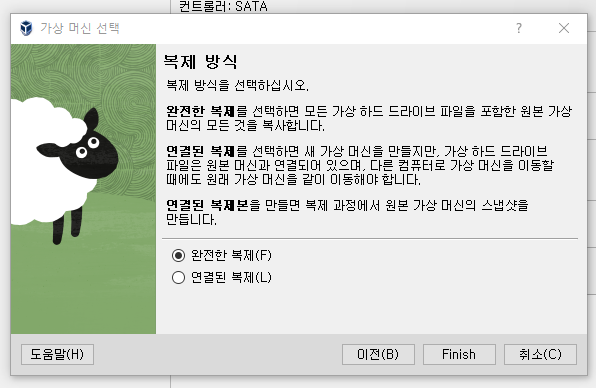 컨트롤러: SATA
가상 머신 선택
복제 방식
복제 방식을 선택하십시오.
완전한 복제를 선택하면 모든 가상 하드 드라이브 파일을 포함한 원본 가상
머신의 모든 것을 복사합니다.
연결된 복제를 선택하면 새 가상 머신을 만들지만, 가상 하드 드라이브
파일은 원본 머신과 연결되어 있으며, 다른 컴퓨터로 가상 머신을 이동할
때에도 원래 가상 머신을 같이 이동해야 합니다.
연결된 복제본을 만들면 복제 과정에서 원본 가상 머신의 스냅샷을
만듭니다.
완전한 복제(F)
연결된 복제(L)
도움말(H) 이전(B) Finish 취소(C)